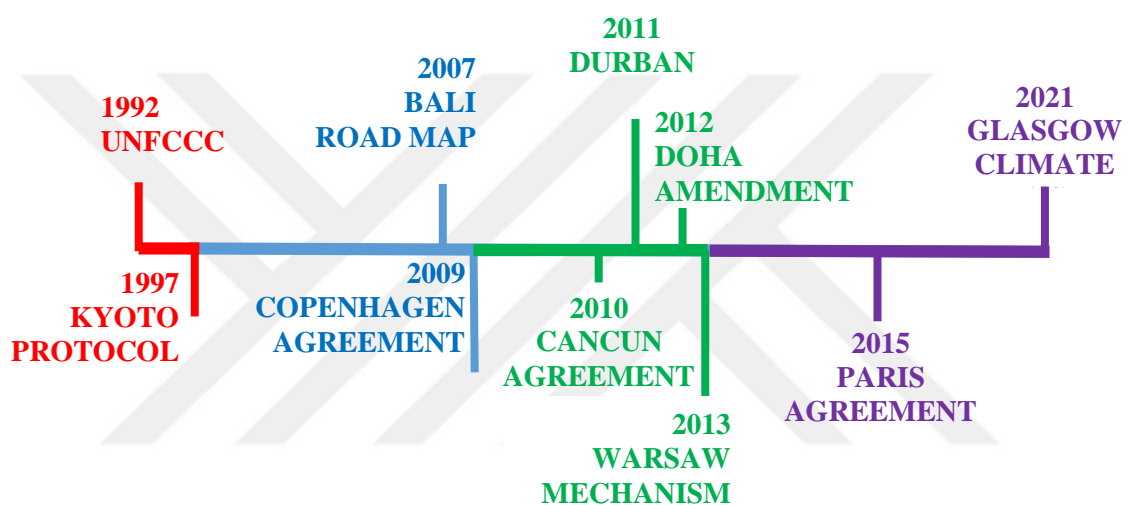 1992
UNFCCC
1997
KYOTO
PROTOCOL
2007
BALI
ROAD MAP
2009
COPENHAGEN
AGREEMENT
2010
CANCUN
AGREEMENT
2011
DURBAN
2012
DOHA
AMENDMENT
2013
WARSAW
MECHANISM
2015
PARIS
AGREEMENT
2021
GLASGOW
CLIMATE